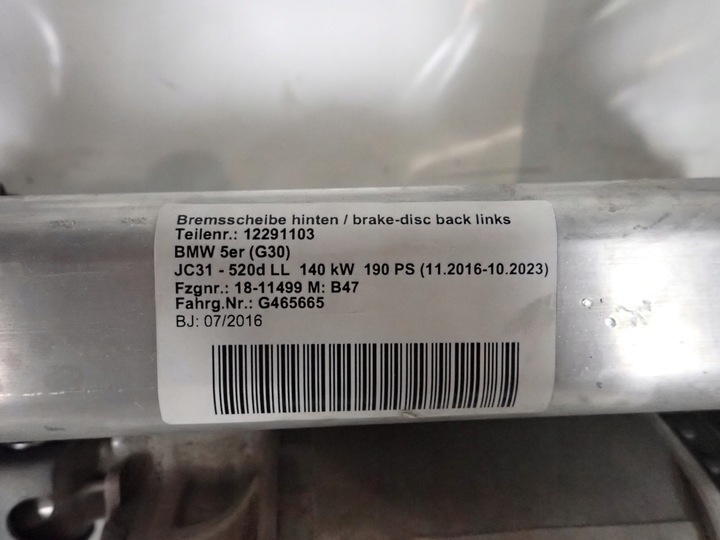 Bremsscheibe hinten / brake-disc back links
Teilenr.: 12291103
BMW 5er (G30)
JC31 - 520d LL 140 kW 190 PS (11.2016-10.2023)
Fzgnr.: 18-11499 M: B47
Fahrg.Nr.: G465665
BJ: 07/2016